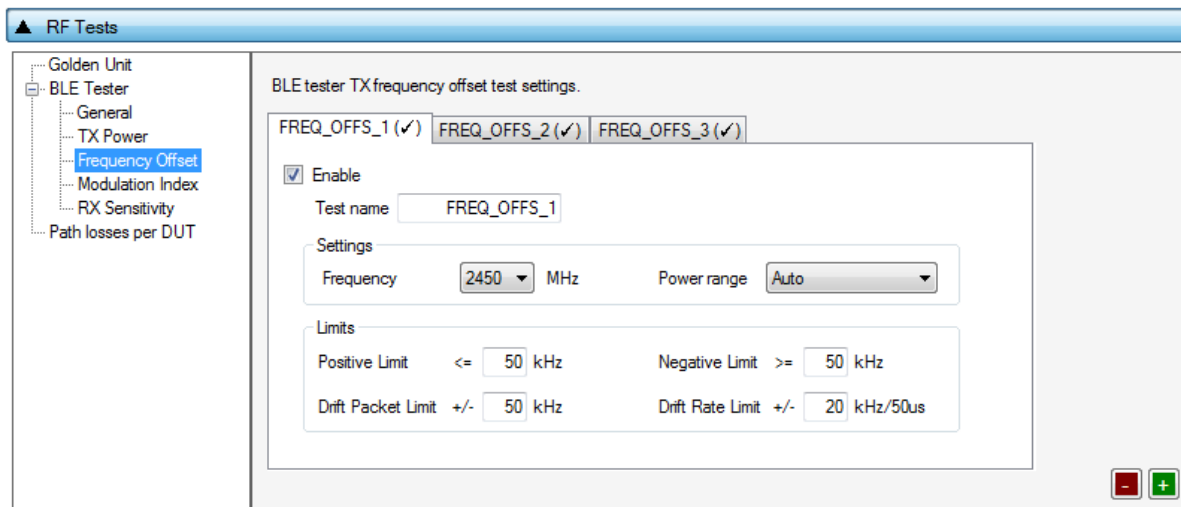 ▲ RF Tests
Golden Unit
BLE Tester
General
TX Power
Frequency Offset
Modulation Index
RX Sensitivity
Path losses per DUT
BLE tester TX frequency offset test settings.
FREQ_OFFS_1 (✓) FREQ_OFFS_2 (✓) FREQ_OFFS_3 (✓)
Enable
Test name FREQ_OFFS_1
Settings
Frequency 2450 MHz Power range Auto
Limits
Positive Limit <= 50 kHz Negative Limit >= 50 kHz
Drift Packet Limit +/- 50 kHz Drift Rate Limit +/- 20 kHz/50us
- +